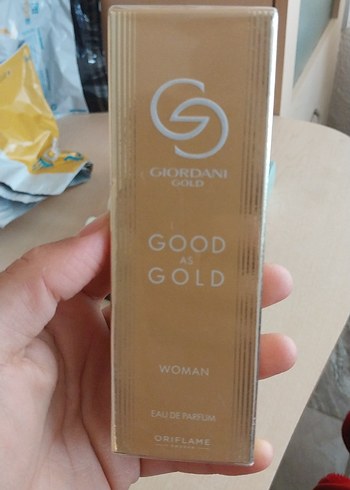 GIORDANI
GOLD
GOOD
AS
GOLD
WOMAN
EAU DE PARFUM
ORIFLAME